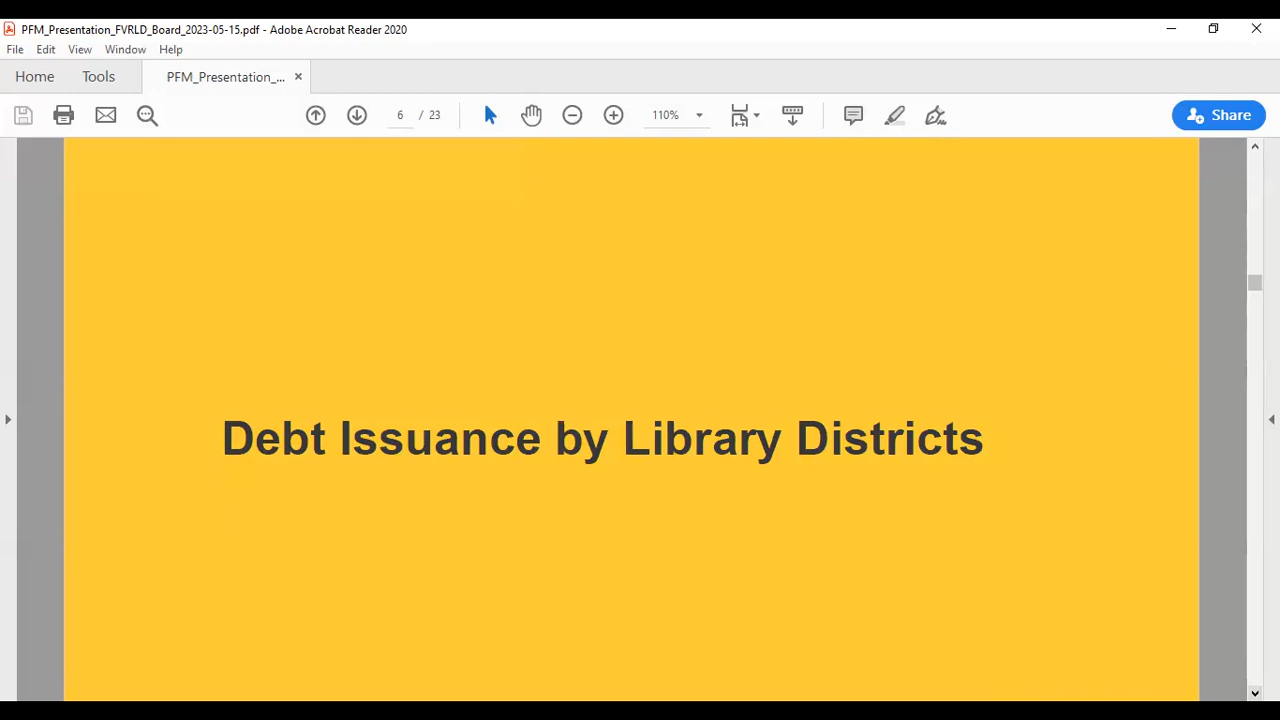 PFM_Presentation_FVRLD_Board_2023-05-15.pdf - Adobe Acrobat Reader 2020
File Edit View Window Help
Home Tools PFM_Presentation_... ×
6 / 23 110% Share
Debt Issuance by Library Districts